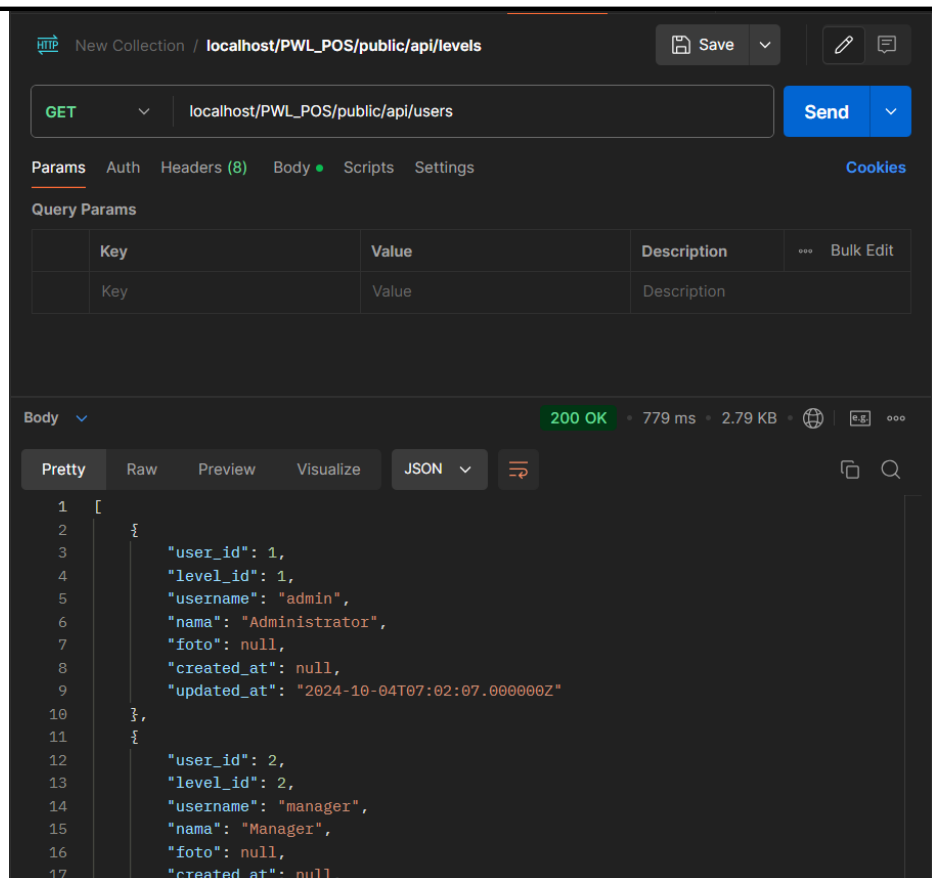 HTTP New Collection / localhost/PWL_POS/public/api/levels Save
GET localhost/PWL_POS/public/api/users Send
Params Auth Headers (8) Body Scripts Settings Cookies
Query Params
Key Value Description Bulk Edit
Key Value Description
Body 200 OK 779 ms 2.79 KB e.g.
Pretty Raw Preview Visualize JSON
1 [
2 {
3 "user_id": 1,
4 "level_id": 1,
5 "username": "admin",
6 "nama": "Administrator",
7 "foto": null,
8 "created_at": null,
9 "updated_at": "2024-10-04T07:02:07.000000Z"
10 },
11 {
12 "user_id": 2,
13 "level_id": 2,
14 "username": "manager",
15 "nama": "Manager",
16 "foto": null,
17 "created_at": null,